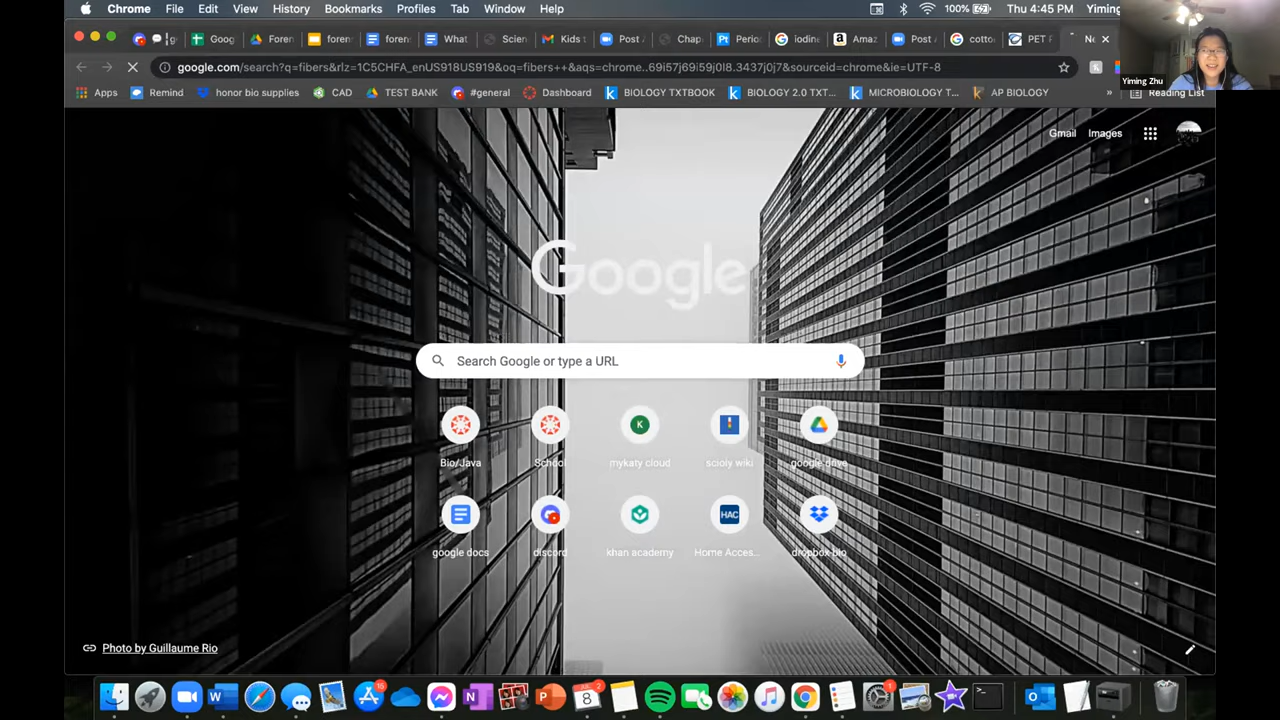 Chrome File Edit View History Bookmarks Profiles Tab Window Help 100% Thu 4:45 PM Yiming
Goog Foren foren foren What Scien Kids t Post Chap Perio iodine Amaz Post cotto PET F Ne
google.com/search?q=fibers&rlz=1C5CHFA_enUS918US919&oq=fibers++&aqs=chrome..69i57j69i59j0l8.3437j0j7&sourceid=chrome&ie=UTF-8
Yiming Zhu
Apps Remind honor bio supplies CAD TEST BANK #general Dashboard BIOLOGY TXTBOOK BIOLOGY 2.0 TXT... MICROBIOLOGY T... AP BIOLOGY » Reading List
Gmail Images
Google
Search Google or type a URL
K
HAC
Bio/Java School mykaty cloud scioly wiki google drive
google docs discord khan academy Home Acces... dropbox bio
Photo by Guillaume Rio